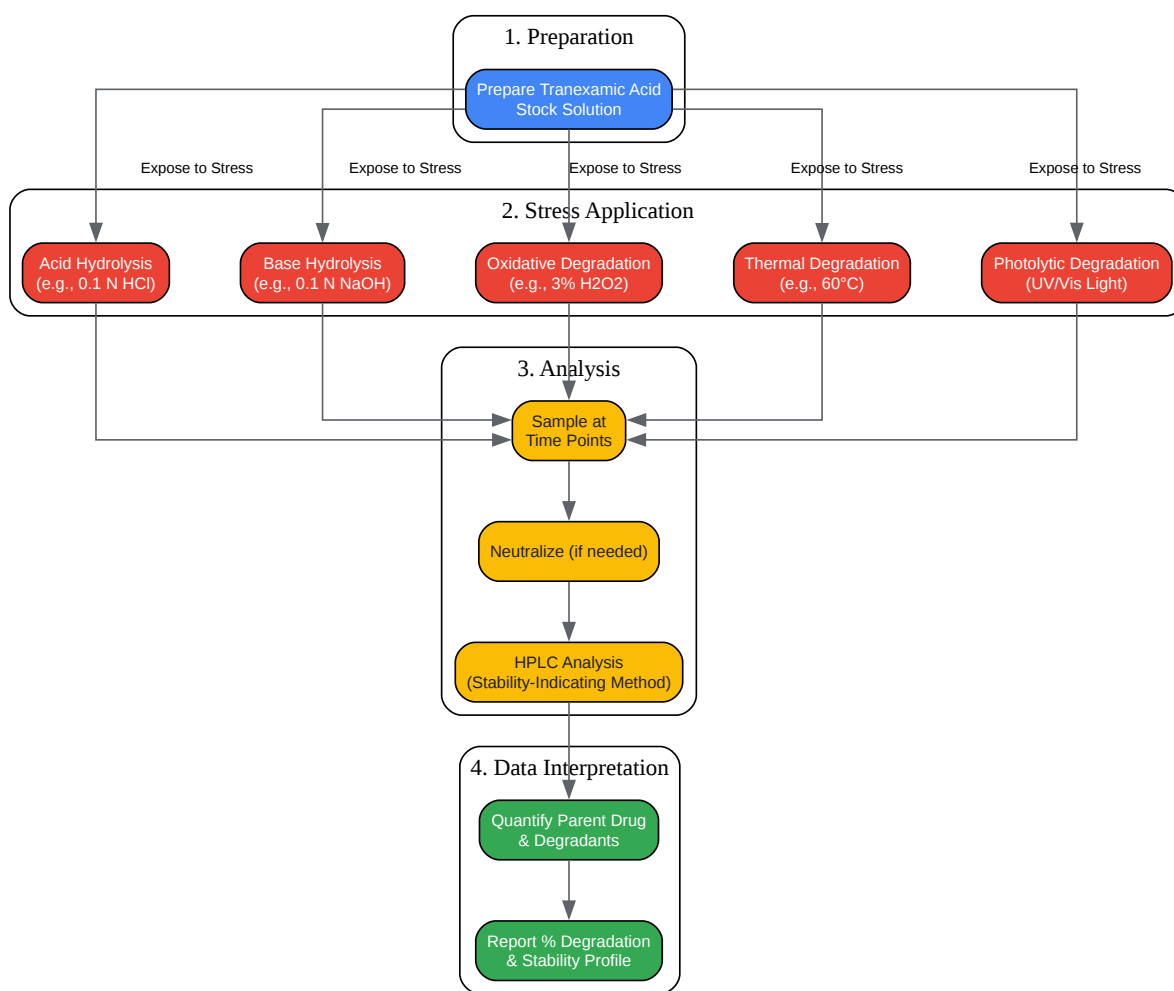 1. Preparation
Prepare Tranexamic Acid
Stock Solution
Expose to Stress
Expose to Stress
Expose to Stress
Expose to Stress
Expose to Stress
2. Stress Application
Acid Hydrolysis
(e.g., 0.1 N HCl)
Base Hydrolysis
(e.g., 0.1 N NaOH)
Oxidative Degradation
(e.g., 3% H2O2)
Thermal Degradation
(e.g., 60°C)
Photolytic Degradation
(UV/Vis Light)
3. Analysis
Sample at
Time Points
Neutralize (if needed)
HPLC Analysis
(Stability-Indicating Method)
4. Data Interpretation
Quantify Parent Drug
& Degradants
Report % Degradation
& Stability Profile